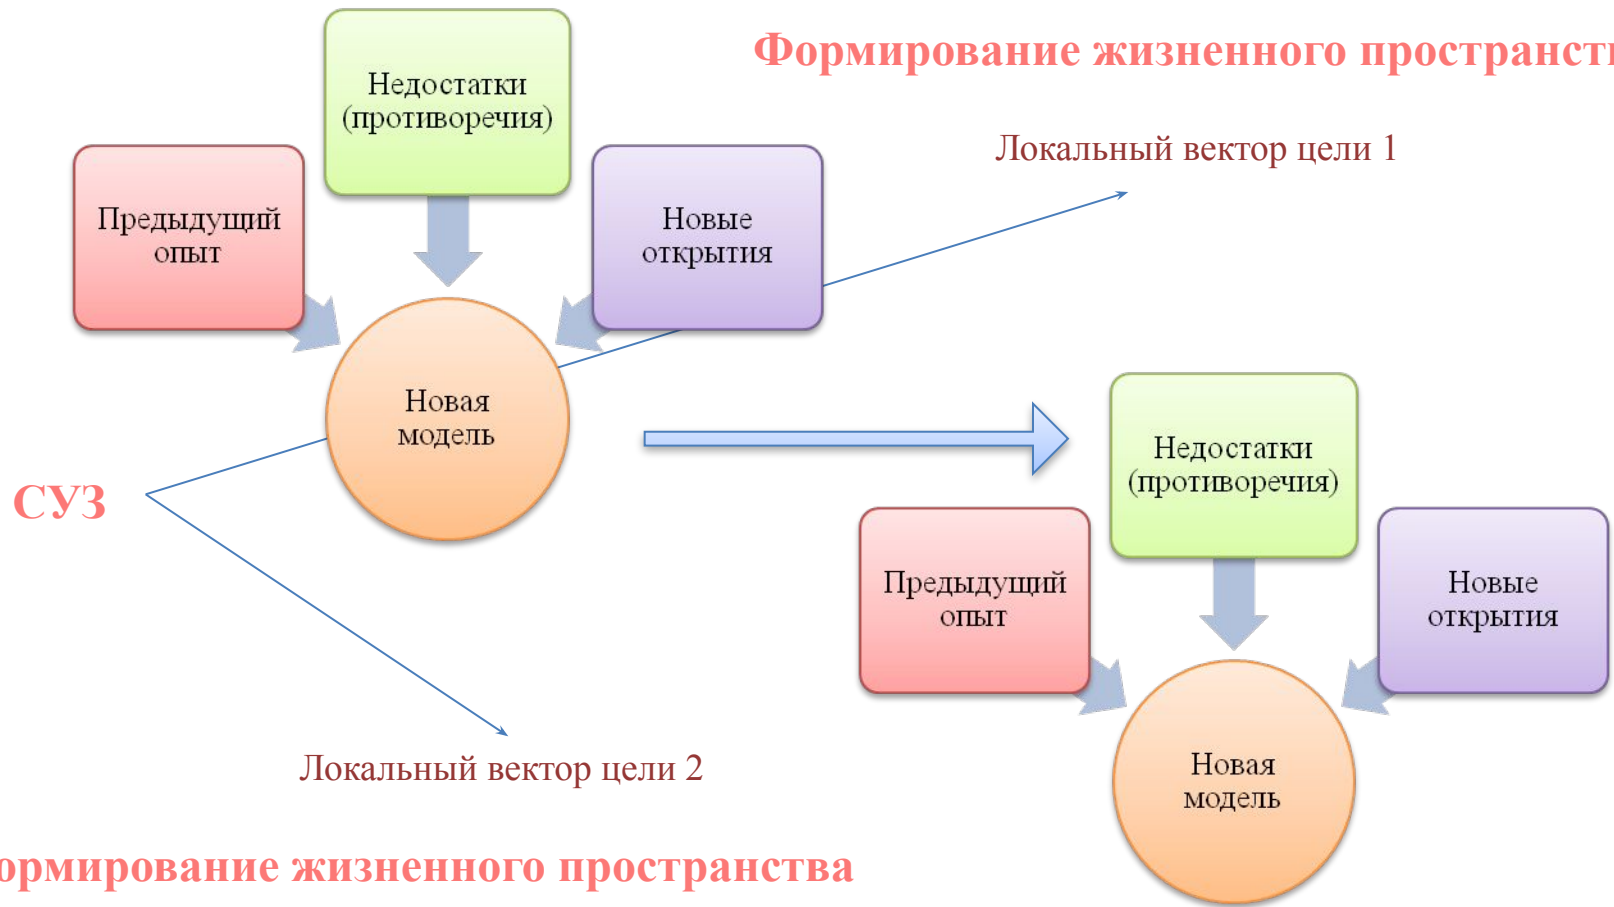 Формирование жизненного пространств
Недостатки
(противоречия)
Предыдущий
опыт
Новые
открытия
Локальный вектор цели 1
Новая
модель
СУЗ
Недостатки
(противоречия)
Предыдущий
опыт
Новые
открытия
Новая
модель
Локальный вектор цели 2
ормирование жизненного пространства